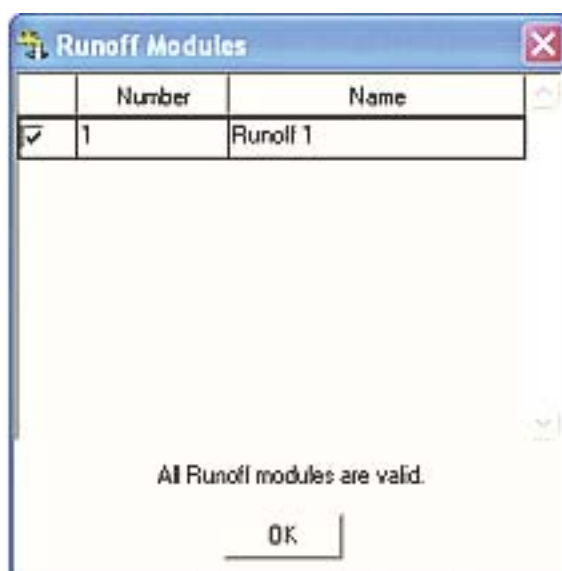 Runoff Modules
Number Name
1 Runoff 1
All Runoff modules are valid.
OK